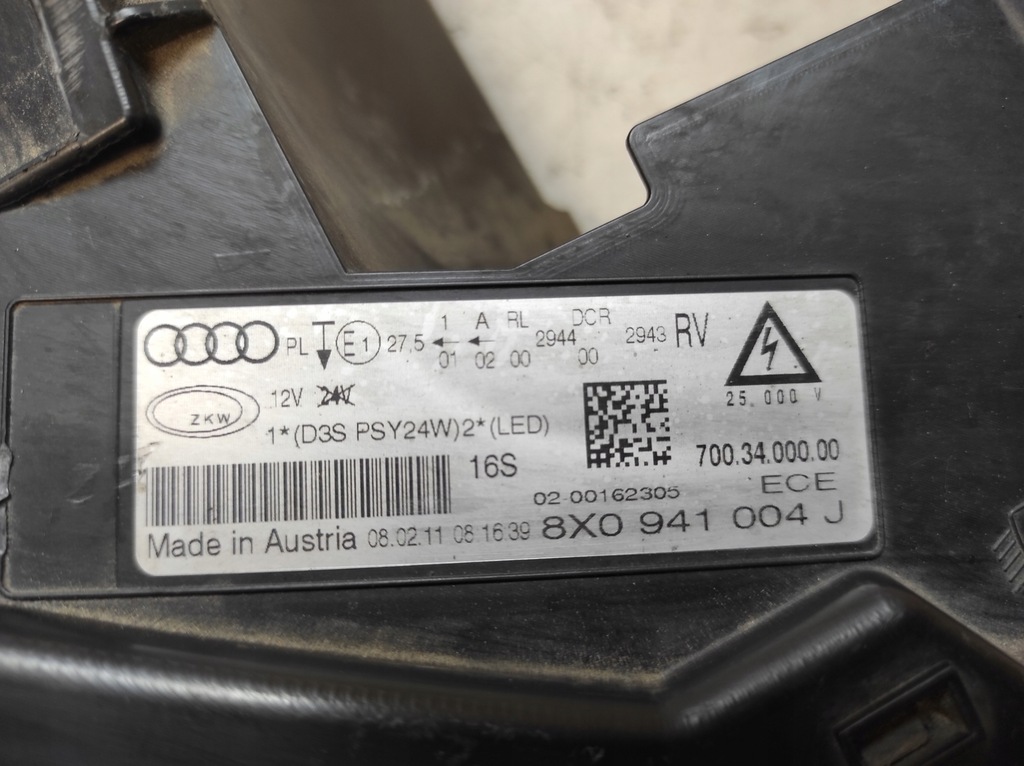 PL E1 27,5 1 A RL 2944 DCR 2943 RV
01 02 00 00
12V 24V
ZKW
1*(D3S PSY24W)2*(LED)
25.000 V
16S
700.34.000.00
02 00162305 ECE
Made in Austria 08.02.11 08:16:39 8X0 941 004 J